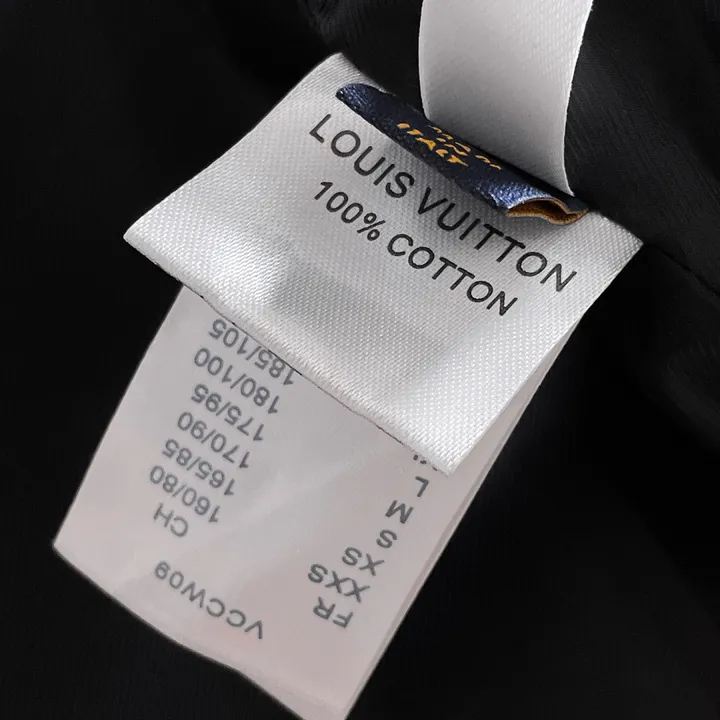 ITALY
LOUIS VUITTON
100% COTTON
VCCW09
FR CH
XXS 160/80
XS 165/85
S 170/90
M 175/95
L 180/100
185/105